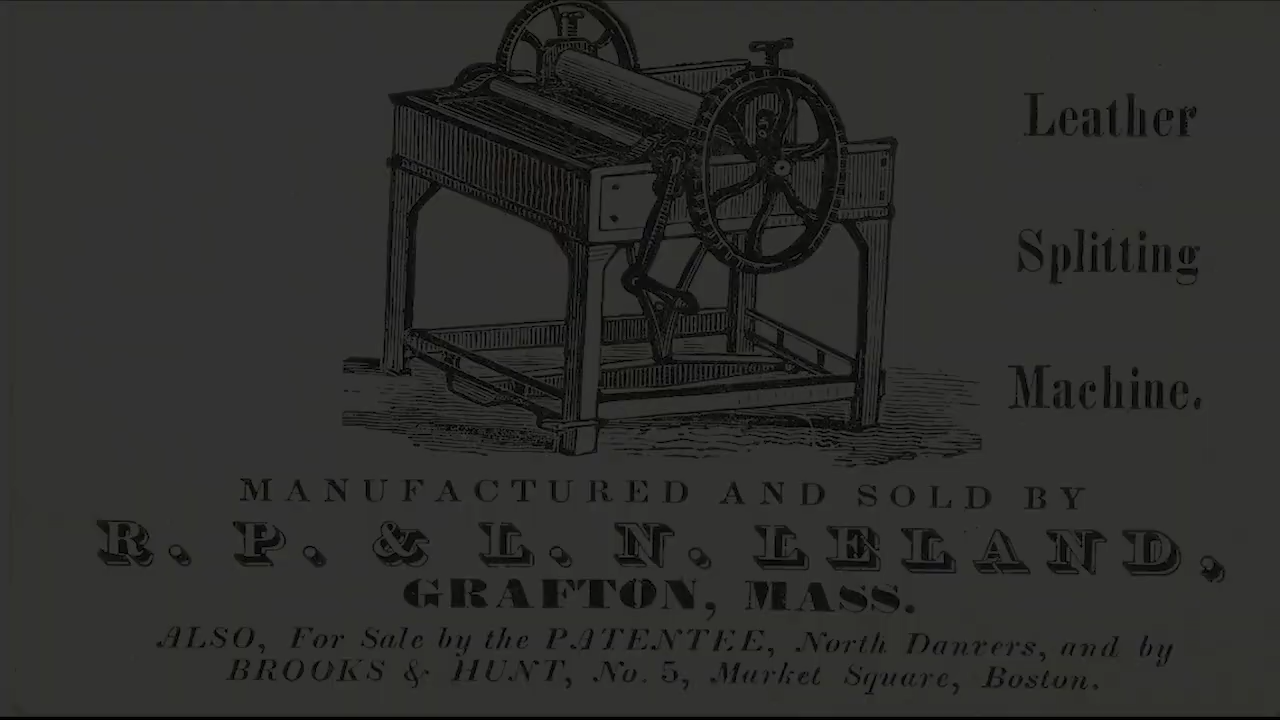 Leather
Splitting
Machine.
MANUFACTURED AND SOLD BY
R. P. & L. N. LELAND,
GRAFTON, MASS.
ALSO, For Sale by the PATENTEE, North Danvers, and by
BROOKS & HUNT, No. 5, Market Square, Boston.